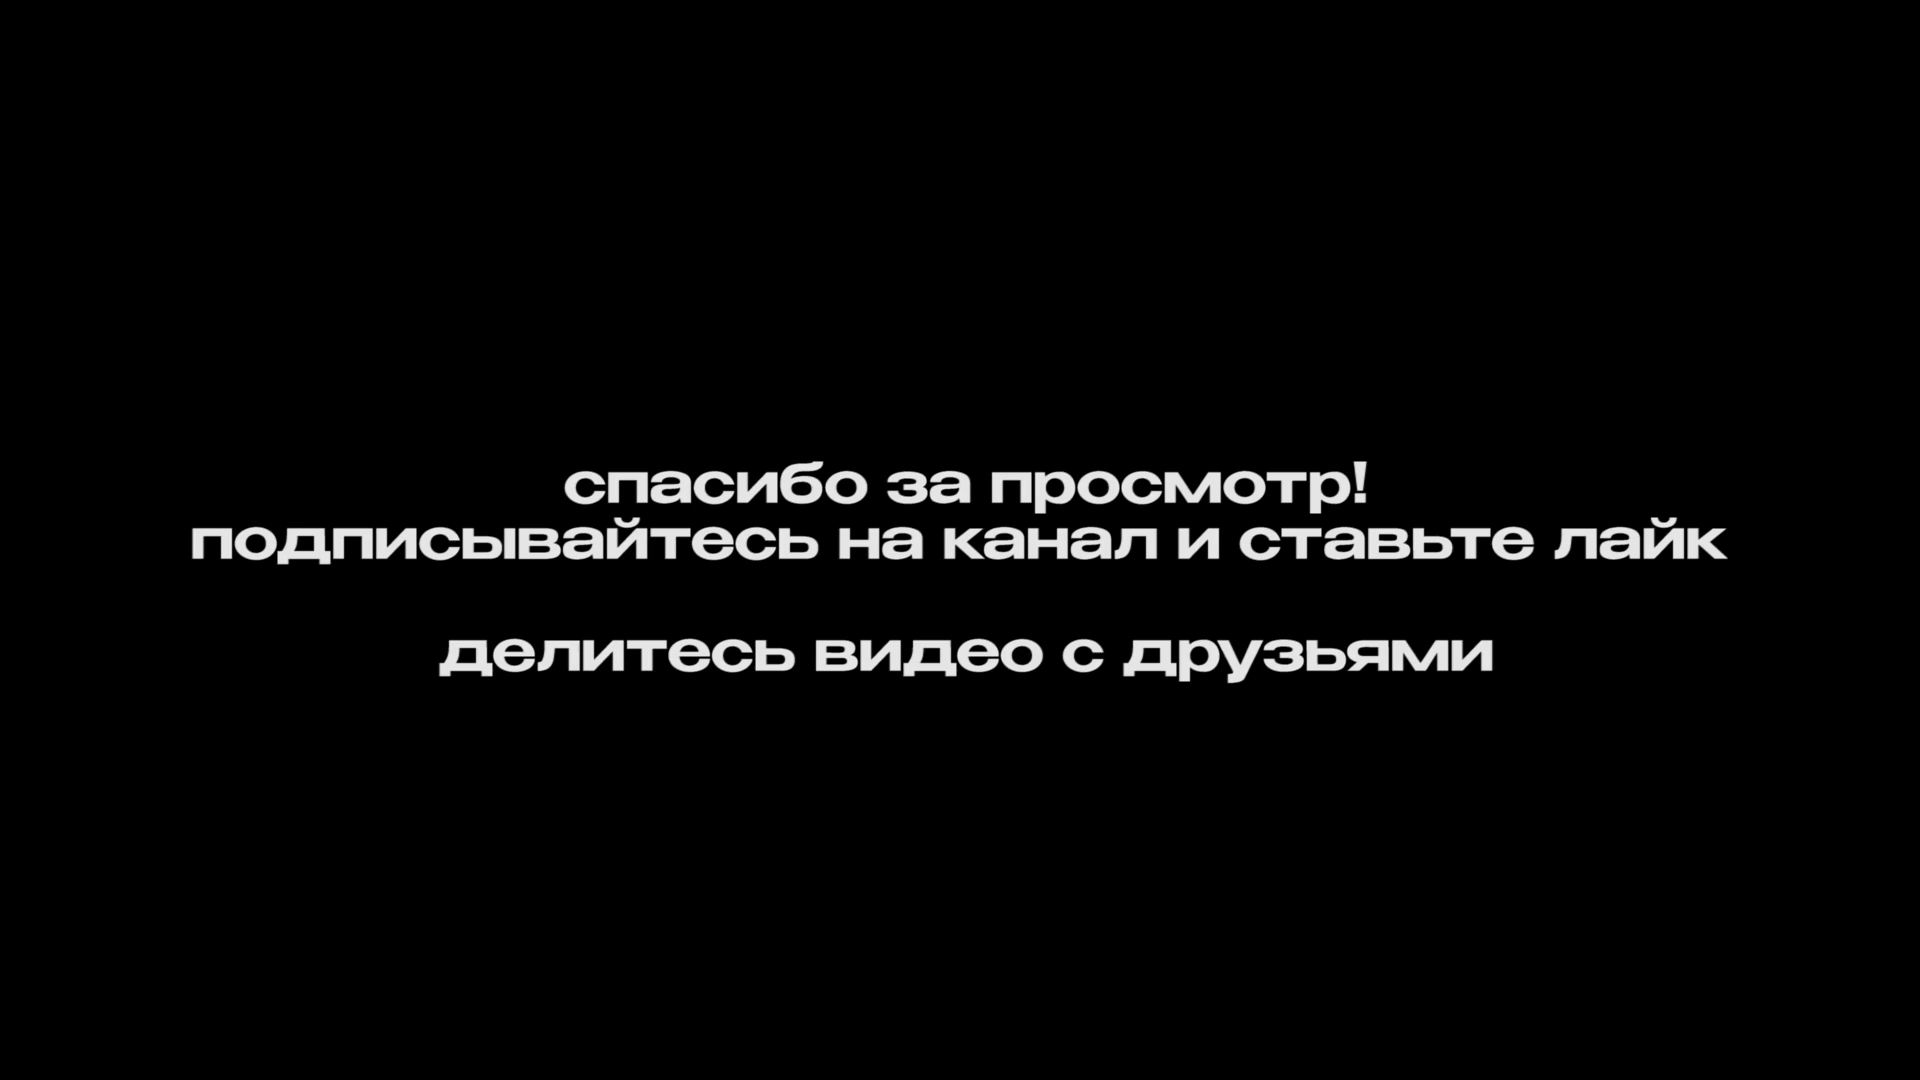 спасибо за просмотр!
подписывайтесь на канал и ставьте лайк
делитесь видео с друзьями